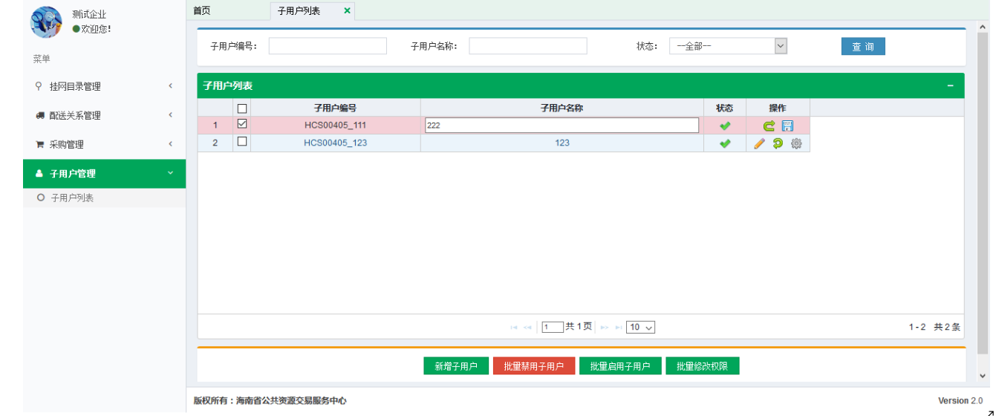 测试企业
欢迎您!
菜单
挂网目录管理
配送关系管理
采购管理
子用户管理
子用户列表
首页 子用户列表 ×
子用户编号: 子用户名称: 状态: --全部-- 查 询
子用户列表
子用户编号 子用户名称 状态 操作
1 HCS00405_111 222
2 HCS00405_123 123
1 共 1 页 10 1 - 2 共 2 条
新增子用户 批量禁用子用户 批量启用子用户 批量修改权限
版权所有:海南省公共资源交易服务中心 Version 2.0